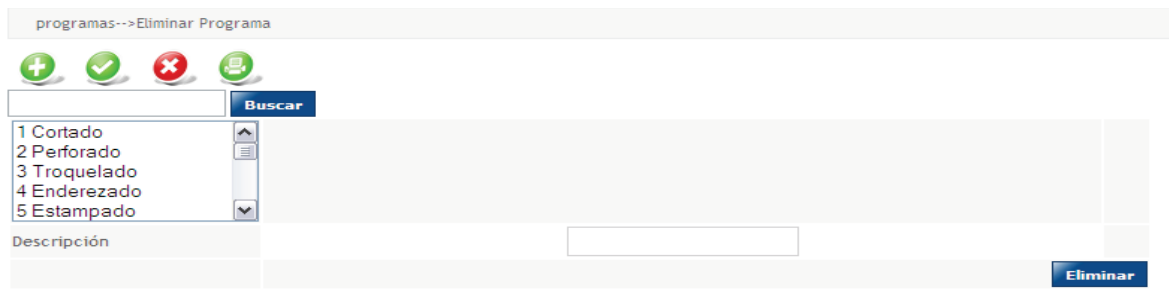 programas-->Eliminar Programa
Buscar
1 Cortado
2 Perforado
3 Troquelado
4 Enderezado
5 Estampado
Descripción
Eliminar